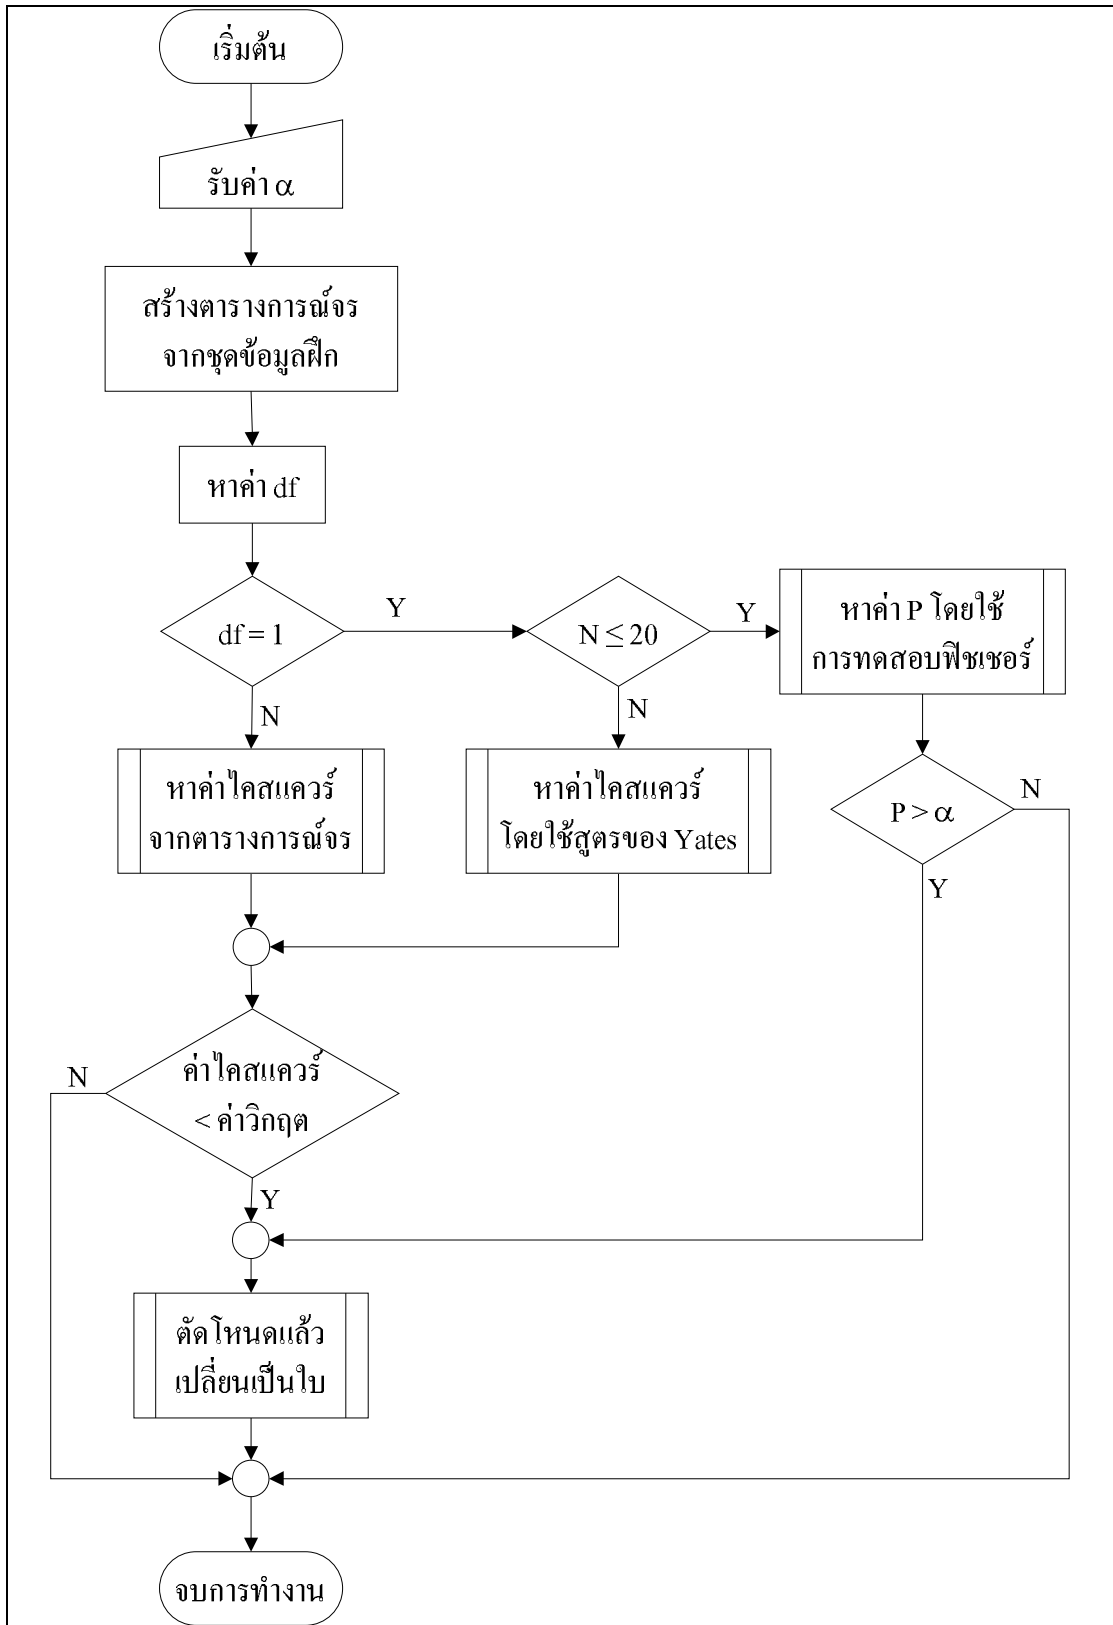 เริ่มต้น
รับค่า α
สร้างตารางการณ์จร
จากชุดข้อมูลฝึก
หาค่า df
df = 1
Y
N ≤ 20
Y
หาค่า P โดยใช้
การทดสอบฟิชเชอร์
N
N
หาค่าไคสแควร์
จากตารางการณ์จร
หาค่าไคสแควร์
โดยใช้สูตรของ Yates
P > α
N
Y
ค่าไคสแควร์
< ค่าวิกฤต
N
Y
ตัดโหนดแล้ว
เปลี่ยนเป็นใบ
จบการทำงาน